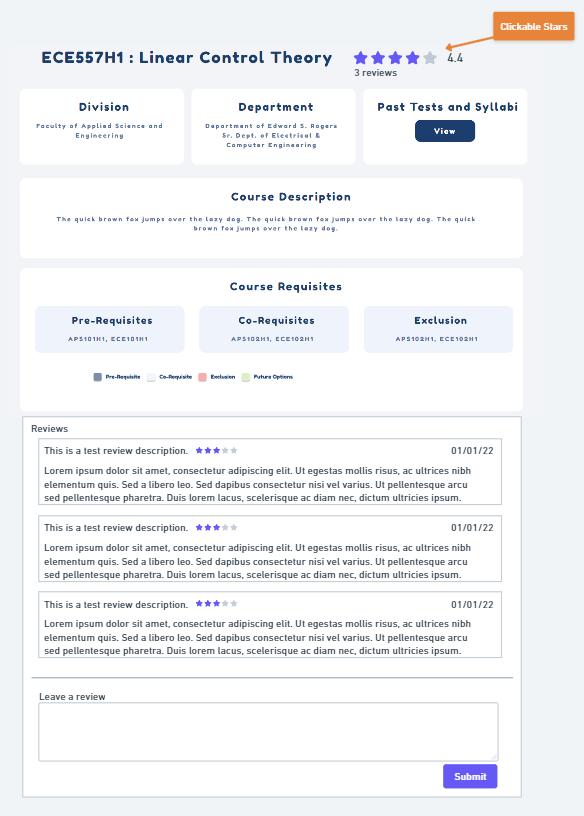 Clickable Stars
ECE557H1 : Linear Control Theory
4.4
3 reviews
Division
Faculty of Applied Science and
Engineering
Department
Department of Edward S. Rogers
Sr. Dept. of Electrical &
Computer Engineering
Past Tests and Syllabi
View
Course Description
The quick brown fox jumps over the lazy dog. The quick brown fox jumps over the lazy dog. The quick
brown fox jumps over the lazy dog.
Course Requisites
Pre-Requisites
APS101H1, ECE101H1
Co-Requisites
APS102H1, ECE102H1
Exclusion
APS102H1, ECE102H1
Pre-Requisite Co-Requisite Exclusion Future Options
Reviews
This is a test review description. 01/01/22
Lorem ipsum dolor sit amet, consectetur adipiscing elit. Ut egestas mollis risus, ac ultrices nibh
elementum quis. Sed a libero leo. Sed dapibus consectetur nisi vel varius. Ut pellentesque arcu
sed pellentesque pharetra. Duis lorem lacus, scelerisque ac diam nec, dictum ultricies ipsum.
This is a test review description. 01/01/22
Lorem ipsum dolor sit amet, consectetur adipiscing elit. Ut egestas mollis risus, ac ultrices nibh
elementum quis. Sed a libero leo. Sed dapibus consectetur nisi vel varius. Ut pellentesque arcu
sed pellentesque pharetra. Duis lorem lacus, scelerisque ac diam nec, dictum ultricies ipsum.
This is a test review description. 01/01/22
Lorem ipsum dolor sit amet, consectetur adipiscing elit. Ut egestas mollis risus, ac ultrices nibh
elementum quis. Sed a libero leo. Sed dapibus consectetur nisi vel varius. Ut pellentesque arcu
sed pellentesque pharetra. Duis lorem lacus, scelerisque ac diam nec, dictum ultricies ipsum.
Leave a review
Submit